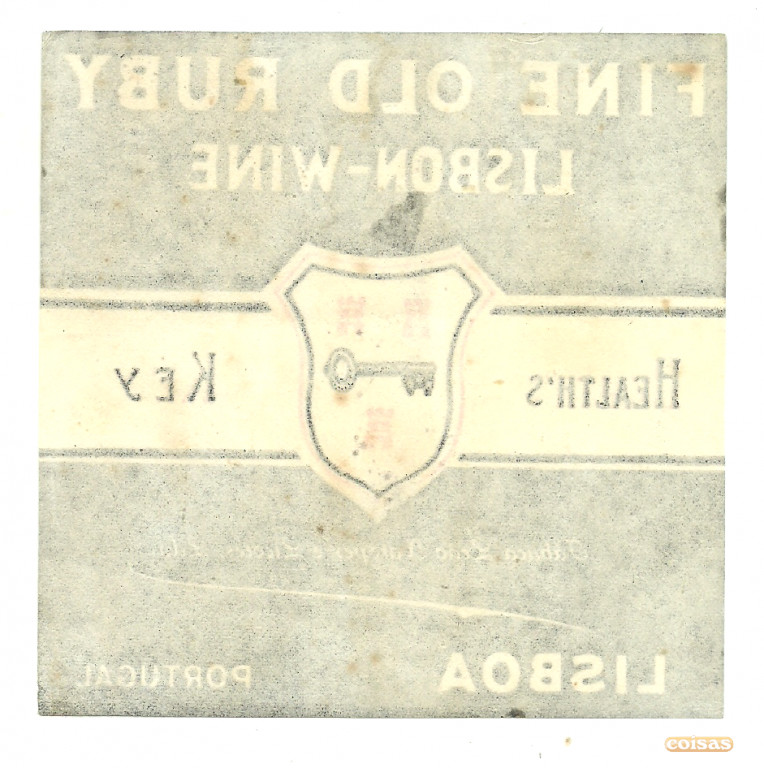 FINE OLD RUBY
LISBON-WINE
HEALTH'S KEY
LISBOA PORTUGAL
coisas